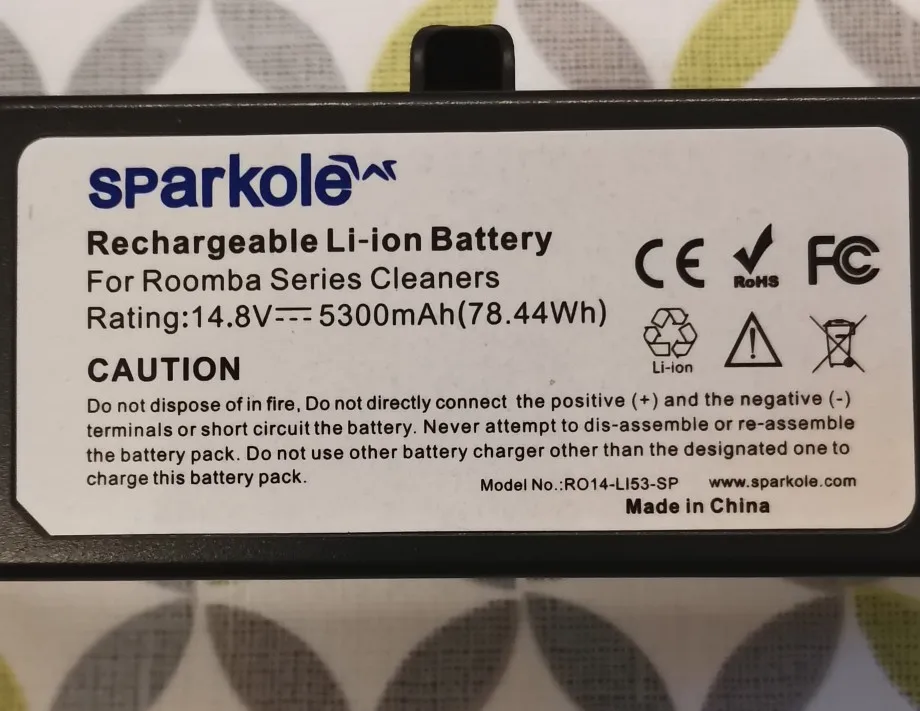 sparkole
Rechargeable Li-ion Battery
For Roomba Series Cleaners
Rating:14.8V⎓5300mAh(78.44Wh)
CE RoHS FC
Li-ion
CAUTION
Do not dispose of in fire, Do not directly connect the positive (+) and the negative (-)
terminals or short circuit the battery. Never attempt to dis-assemble or re-assemble
the battery pack. Do not use other battery charger other than the designated one to
charge this battery pack.
Model No.:RO14-LI53-SP www.sparkole.com
Made in China